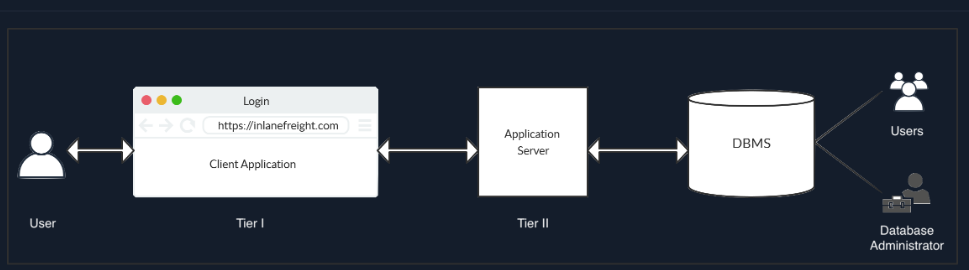 Login
https://inlanefreight.com
Client Application
Application
Server
DBMS
Users
User
Tier I
Tier II
Database
Administrator